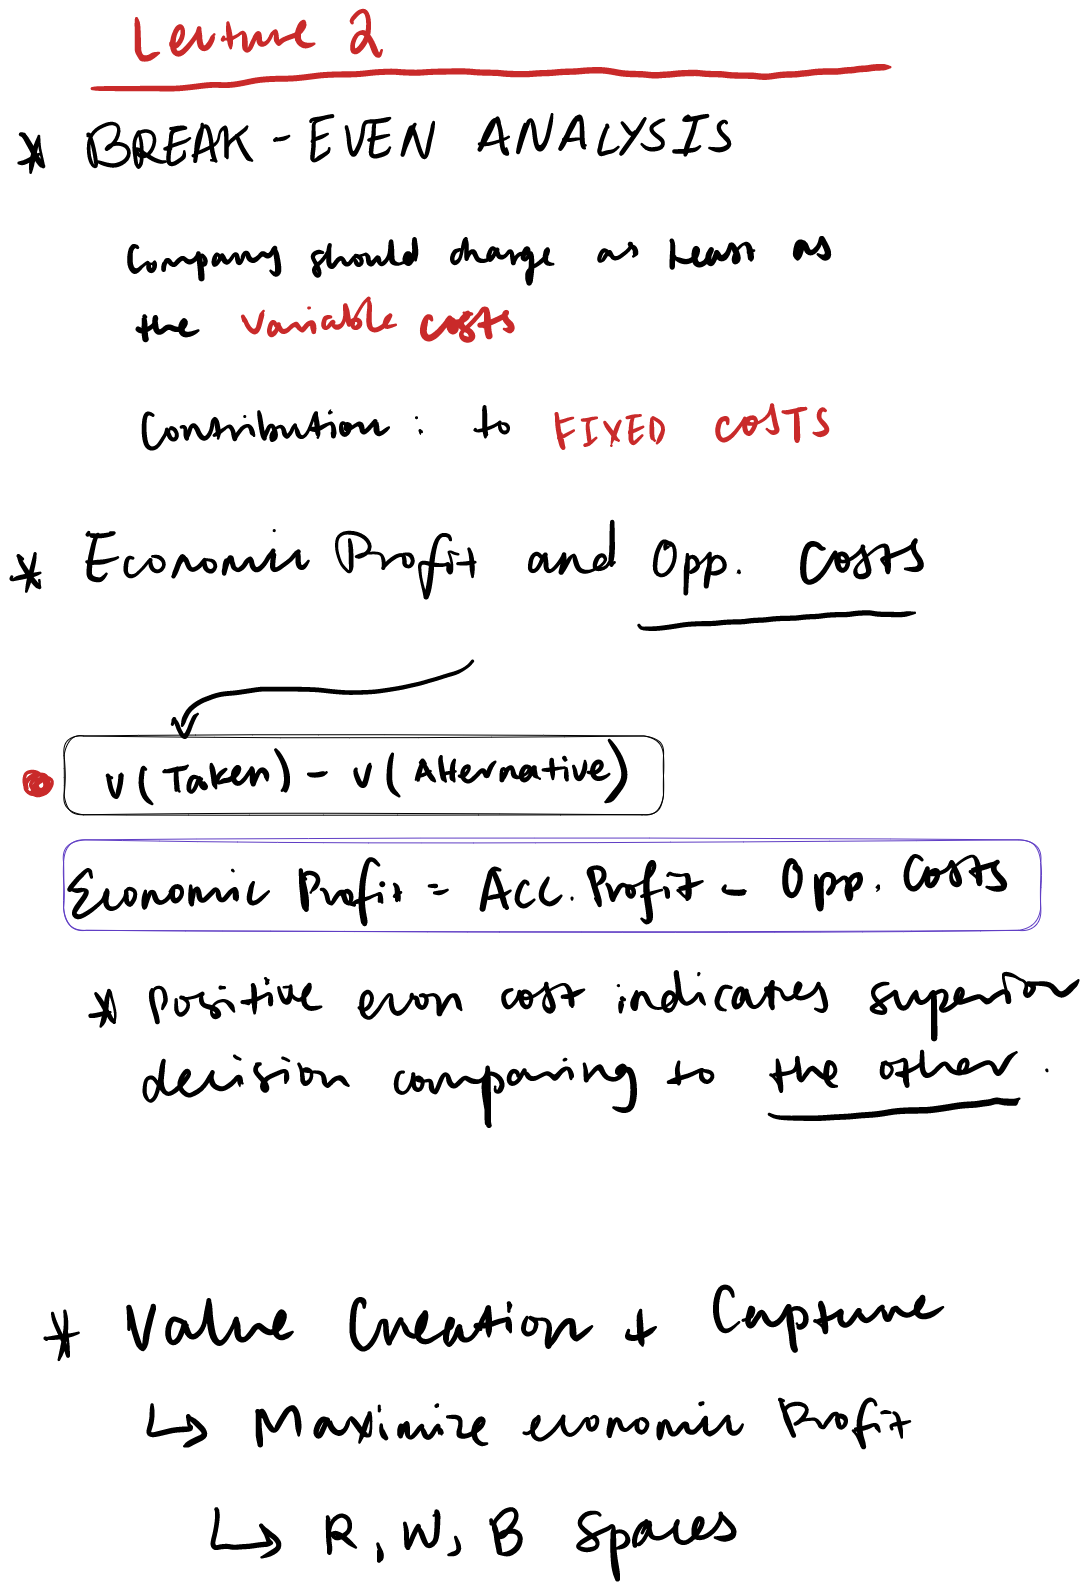 Lecture 2
* BREAK-EVEN ANALYSIS
Company should charge as least as
the variable costs
Contribution: to FIXED COSTS
* Economic Profit and Opp. Costs
v(Taken) - v(Alternative)
Economic Profit = Acc. Profit - Opp. Costs
* Positive econ cost indicates superior
decision comparing to the other.
* Value Creation + Capture
↳ Maximize economic Profit
↳ R, W, B Spaces